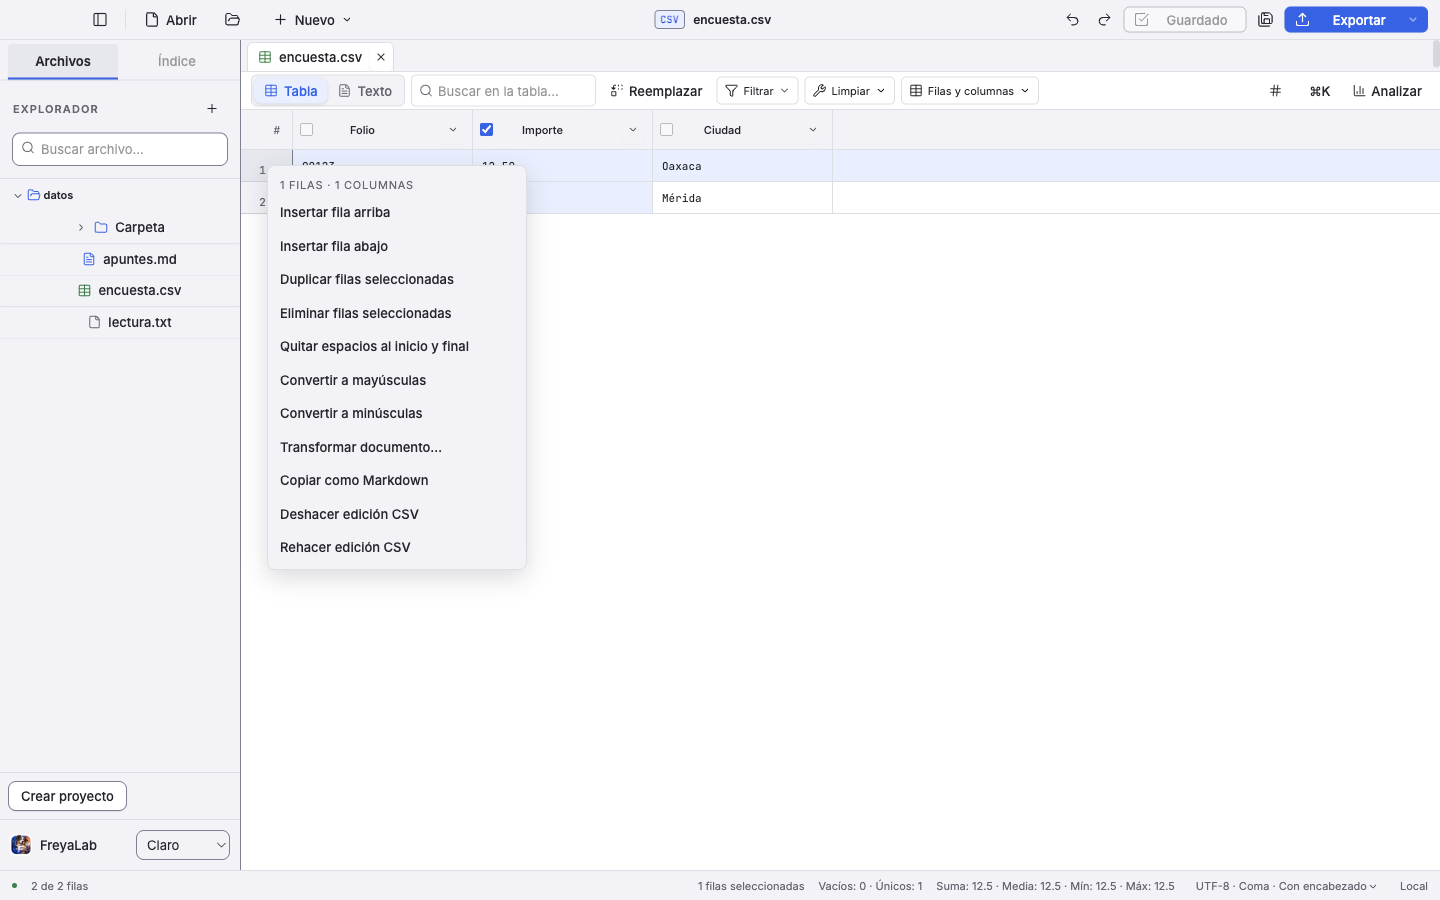 Abrir
Nuevo
CSV encuesta.csv
Guardado
Exportar
Archivos
Índice
encuesta.csv
EXPLORADOR
Tabla
Texto
Buscar en la tabla...
Reemplazar
Filtrar
Limpiar
Filas y columnas
#
⌘K
Analizar
Buscar archivo...
# Folio Importe Ciudad
1 Oaxaca
2 Mérida
datos
Carpeta
apuntes.md
encuesta.csv
lectura.txt
1 FILAS · 1 COLUMNAS
Insertar fila arriba
Insertar fila abajo
Duplicar filas seleccionadas
Eliminar filas seleccionadas
Quitar espacios al inicio y final
Convertir a mayúsculas
Convertir a minúsculas
Transformar documento...
Copiar como Markdown
Deshacer edición CSV
Rehacer edición CSV
Crear proyecto
FreyaLab
Claro
2 de 2 filas
1 filas seleccionadas
Vacíos: 0 · Únicos: 1
Suma: 12.5 · Media: 12.5 · Mín: 12.5 · Máx: 12.5
UTF-8 · Coma · Con encabezado
Local